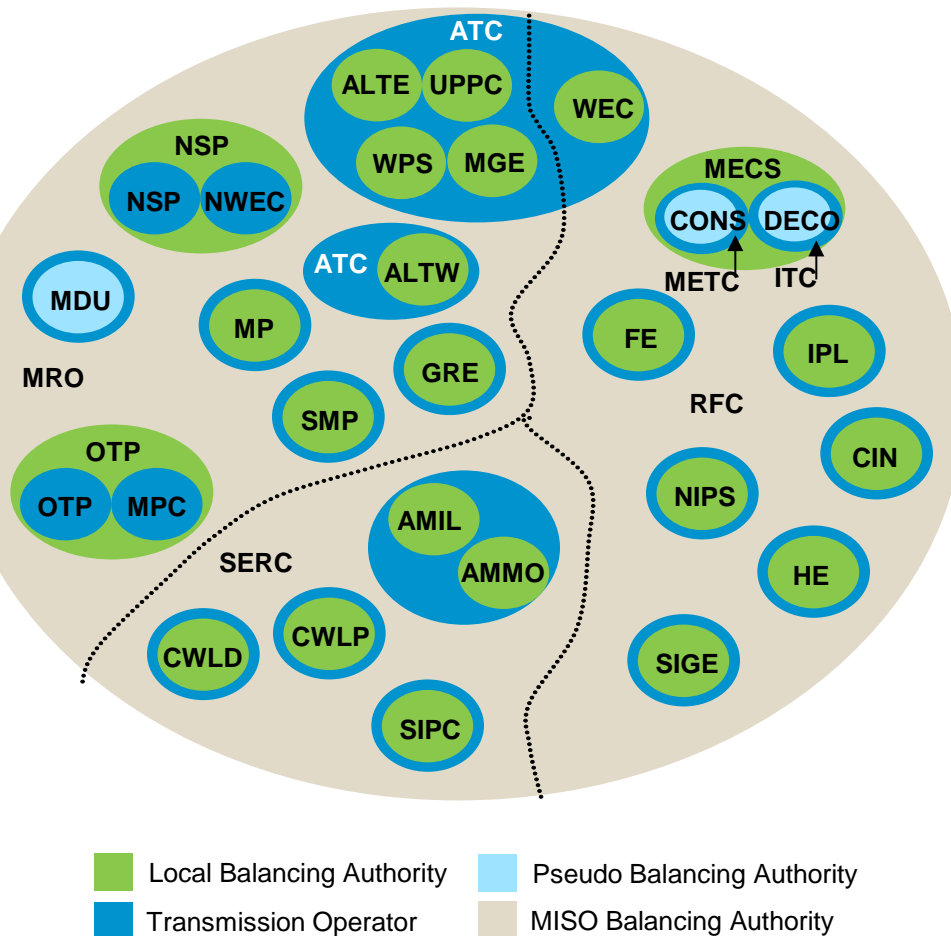 ATC
ALTE
UPPC
WEC
WPS
MGE
NSP
NSP
NWEC
MECS
CONS
DECO
METC
ITC
ATC
ALTW
MDU
MP
FE
IPL
MRO
GRE
RFC
SMP
OTP
OTP
MPC
CIN
NIPS
AMIL
AMMO
SERC
HE
CWLP
CWLD
SIGE
SIPC
Local Balancing Authority
Pseudo Balancing Authority
Transmission Operator
MISO Balancing Authority